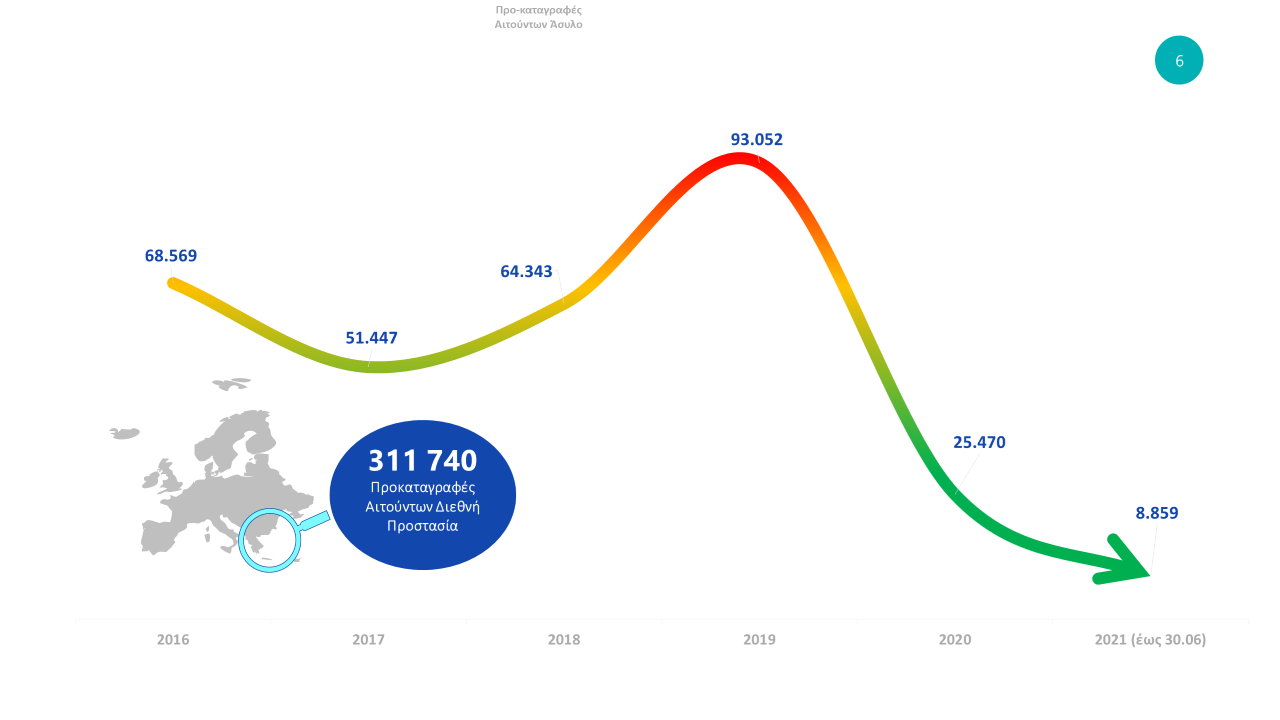 Προ-καταγραφές
Αιτούντων Άσυλο
6
93.052
68.569
64.343
51.447
25.470
8.859
311 740
Προκαταγραφές
Αιτούντων Διεθνή
Προστασία
2016
2017
2018
2019
2020
2021 (έως 30.06)